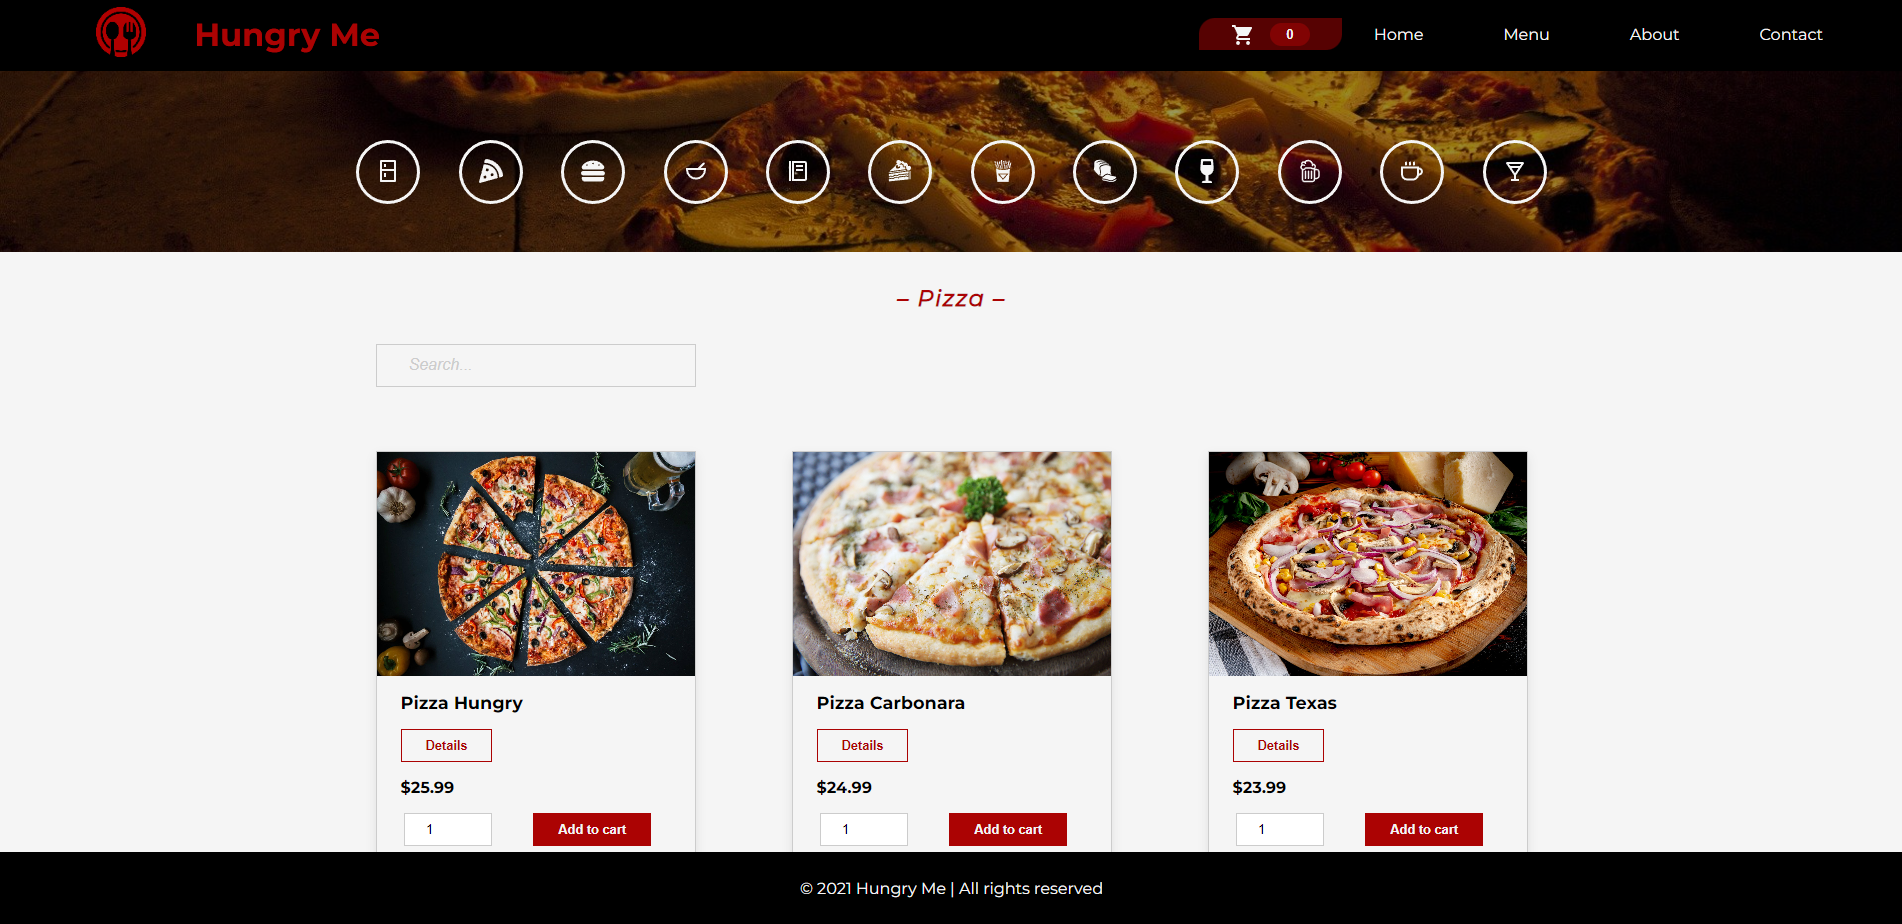 Hungry Me
0
Home
Menu
About
Contact
– Pizza –
Search...
Pizza Hungry
Details
$25.99
1
Add to cart
Pizza Carbonara
Details
$24.99
1
Add to cart
Pizza Texas
Details
$23.99
1
Add to cart
© 2021 Hungry Me | All rights reserved